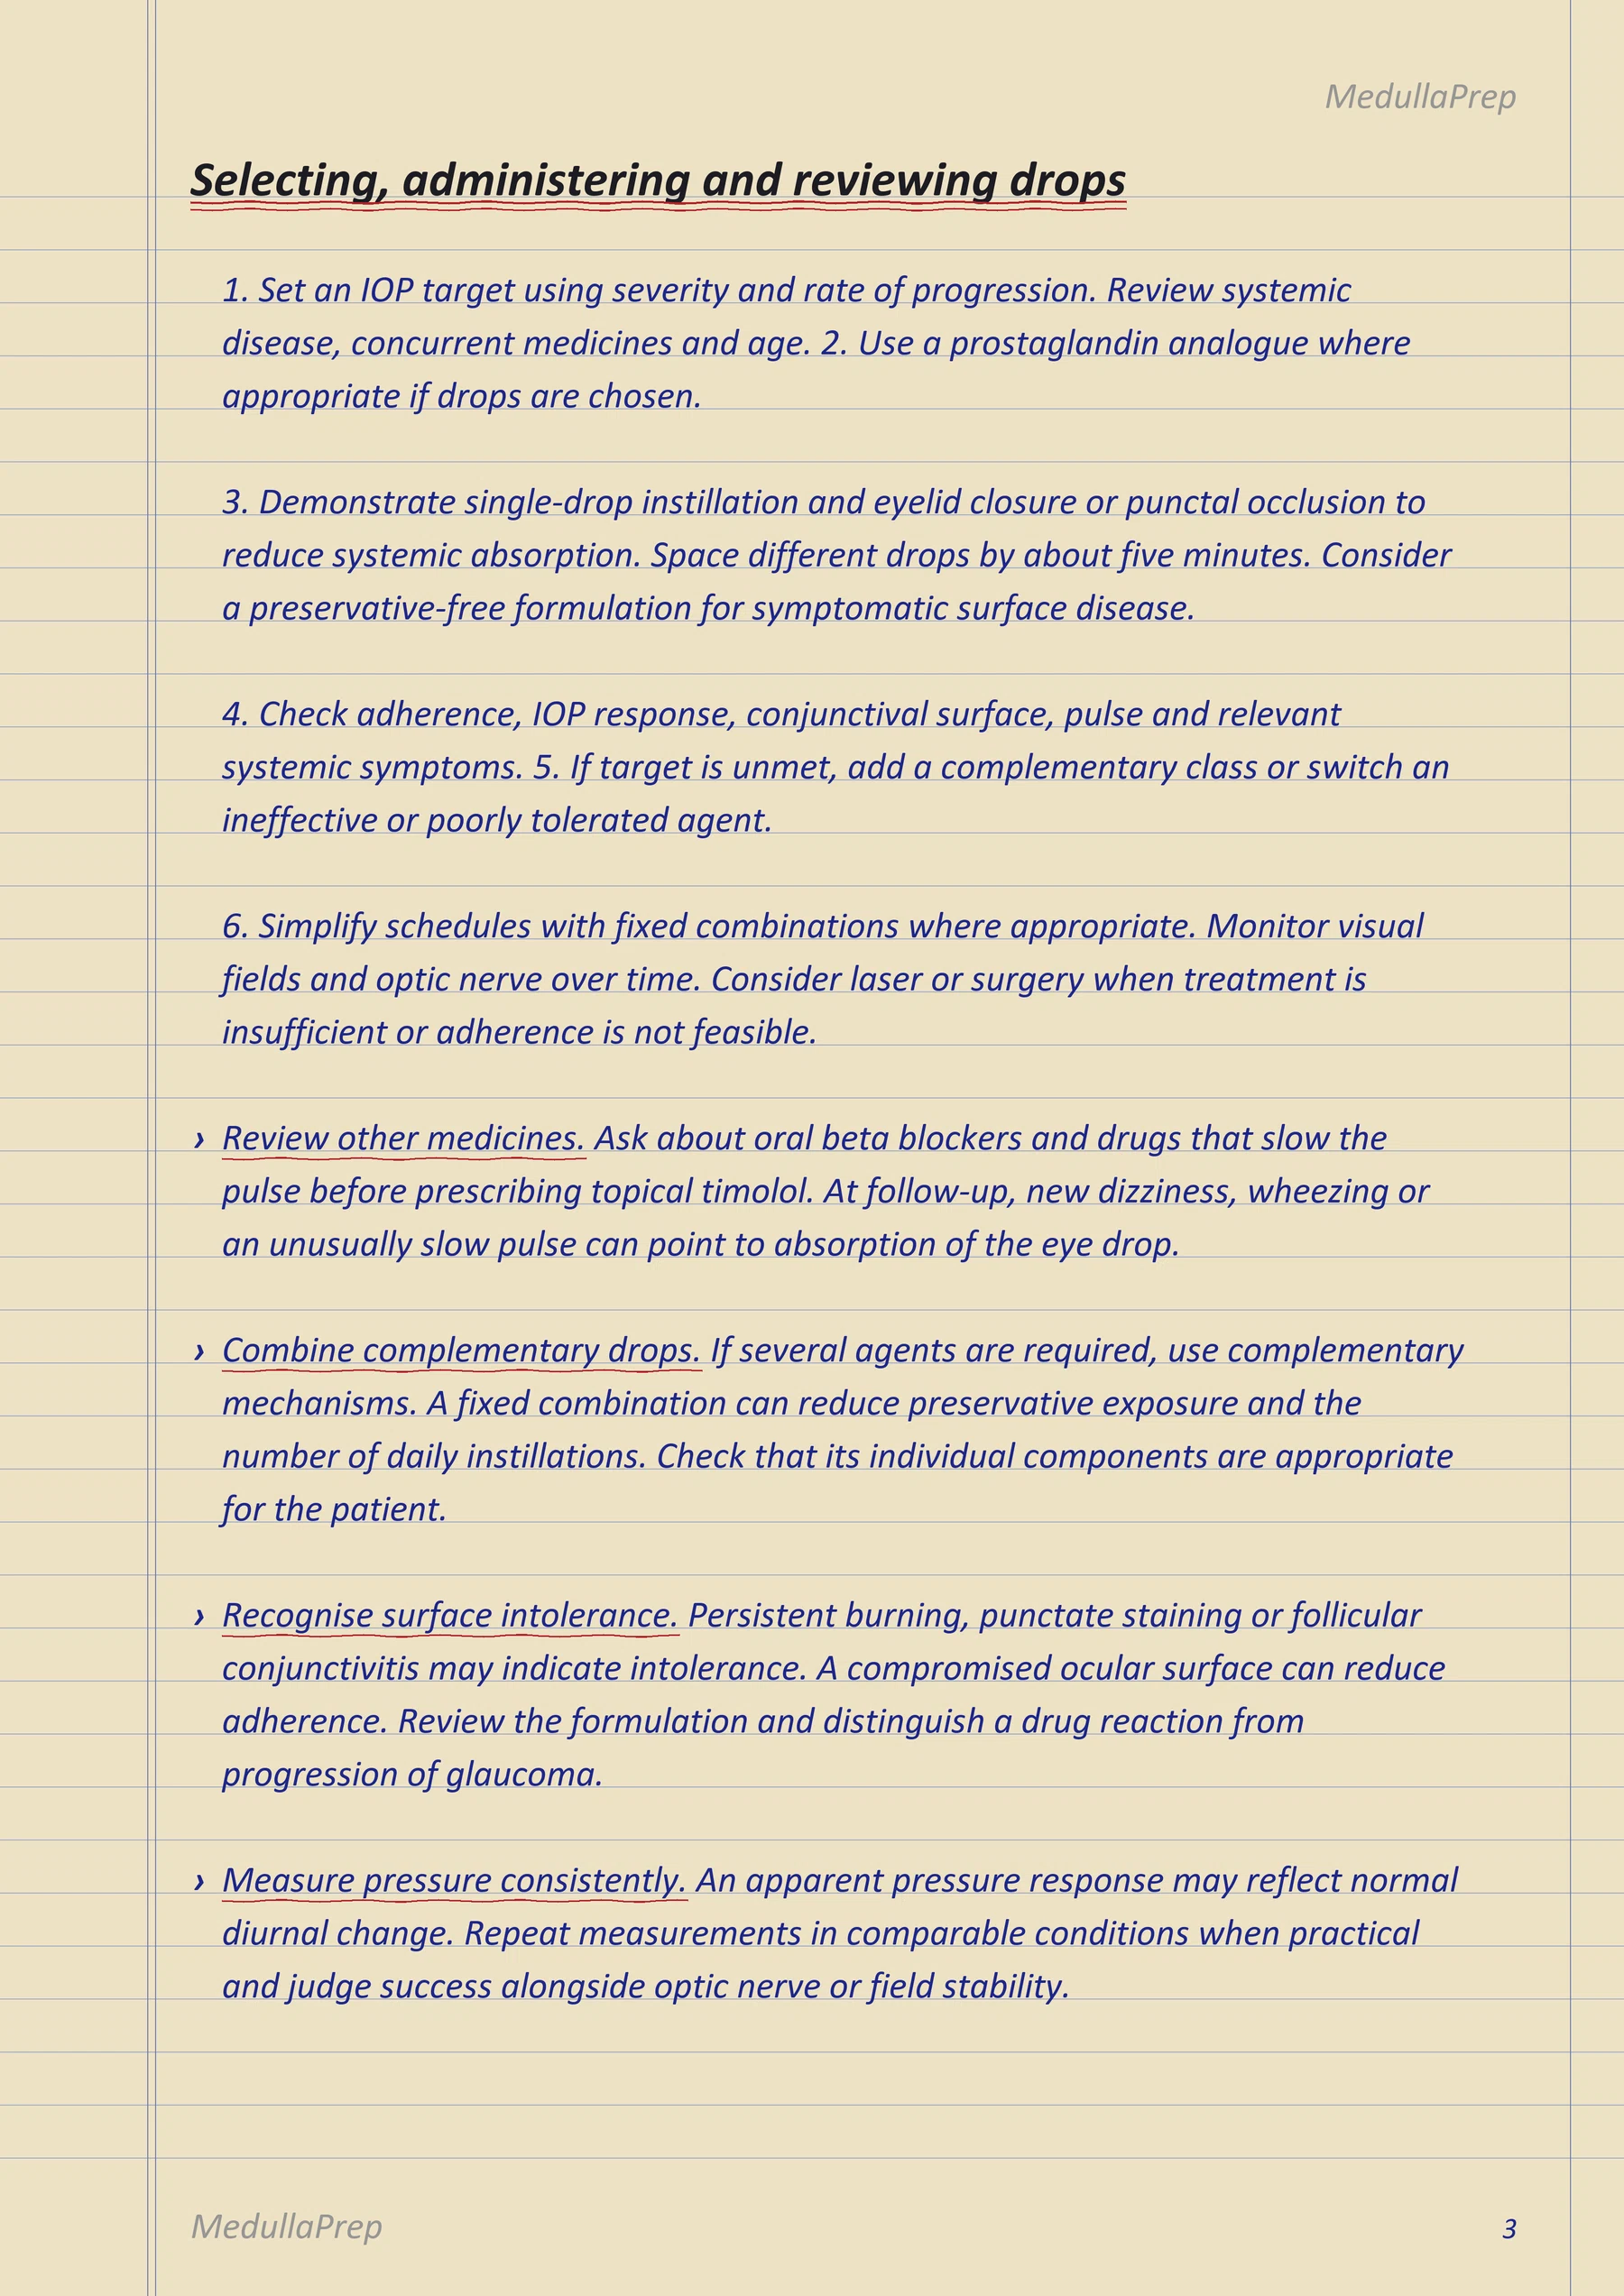 MedullaPrep
Selecting, administering and reviewing drops
1. Set an IOP target using severity and rate of progression. Review systemic
disease, concurrent medicines and age. 2. Use a prostaglandin analogue where
appropriate if drops are chosen.
3. Demonstrate single-drop instillation and eyelid closure or punctal occlusion to
reduce systemic absorption. Space different drops by about five minutes. Consider
a preservative-free formulation for symptomatic surface disease.
4. Check adherence, IOP response, conjunctival surface, pulse and relevant
systemic symptoms. 5. If target is unmet, add a complementary class or switch an
ineffective or poorly tolerated agent.
6. Simplify schedules with fixed combinations where appropriate. Monitor visual
fields and optic nerve over time. Consider laser or surgery when treatment is
insufficient or adherence is not feasible.
› Review other medicines. Ask about oral beta blockers and drugs that slow the
pulse before prescribing topical timolol. At follow-up, new dizziness, wheezing or
an unusually slow pulse can point to absorption of the eye drop.
› Combine complementary drops. If several agents are required, use complementary
mechanisms. A fixed combination can reduce preservative exposure and the
number of daily instillations. Check that its individual components are appropriate
for the patient.
› Recognise surface intolerance. Persistent burning, punctate staining or follicular
conjunctivitis may indicate intolerance. A compromised ocular surface can reduce
adherence. Review the formulation and distinguish a drug reaction from
progression of glaucoma.
› Measure pressure consistently. An apparent pressure response may reflect normal
diurnal change. Repeat measurements in comparable conditions when practical
and judge success alongside optic nerve or field stability.
MedullaPrep
3